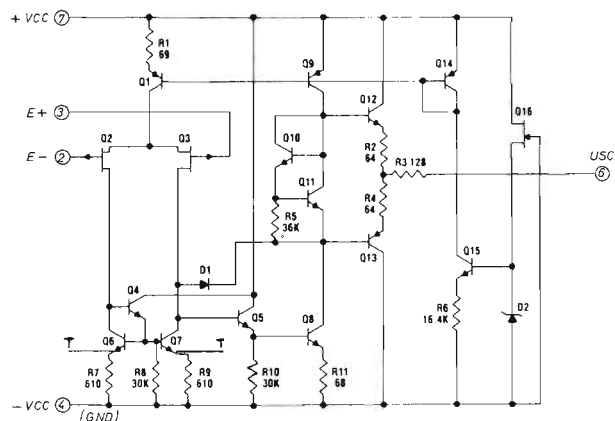 + VCC 7
R1
69
Q1
Q9
Q14
Q12
Q16
E+ 3
Q2
Q3
Q10
R2
64
R3 128
USC
6
E- 2
Q11
R4
64
R5
36K
Q13
D1
Q15
Q4
R6
16.4K
D2
Q5
Q8
Q6
Q7
R7
610
R8
30K
R9
610
R10
30K
R11
68
- VCC 4
(GND)